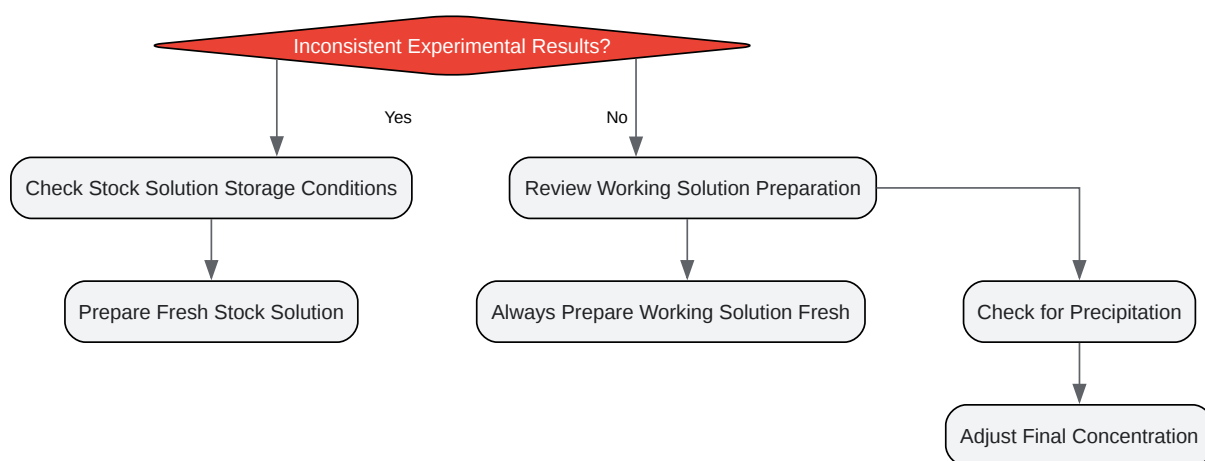 Inconsistent Experimental Results?
Yes
No
Check Stock Solution Storage Conditions
Review Working Solution Preparation
Prepare Fresh Stock Solution
Always Prepare Working Solution Fresh
Check for Precipitation
Adjust Final Concentration